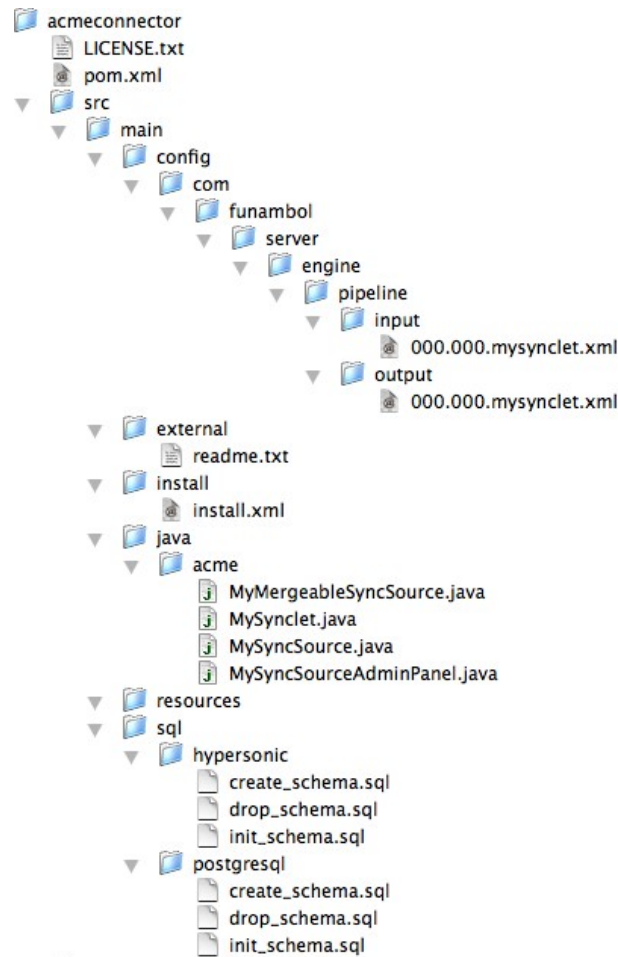 acmeconnector
LICENSE.txt
pom.xml
src
main
config
com
funambol
server
engine
pipeline
input
000.000.mysynclet.xml
output
000.000.mysynclet.xml
external
readme.txt
install
install.xml
java
acme
MyMergeableSyncSource.java
MySynclet.java
MySyncSource.java
MySyncSourceAdminPanel.java
resources
sql
hypersonic
create_schema.sql
drop_schema.sql
init_schema.sql
postgresql
create_schema.sql
drop_schema.sql
init_schema.sql